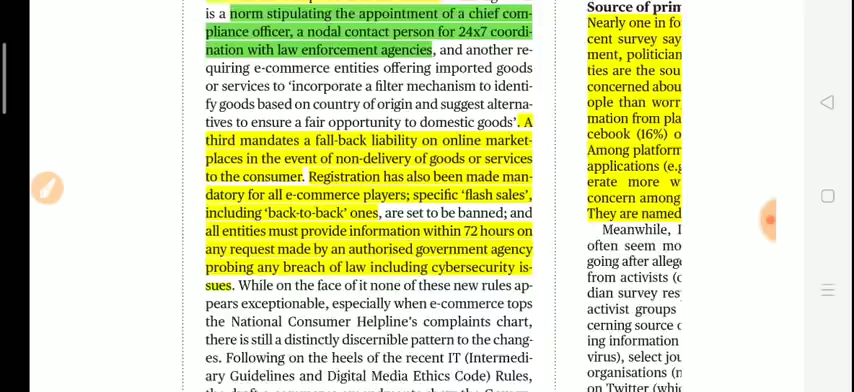 is a norm stipulating the appointment of a chief com-
pliance officer, a nodal contact person for 24x7 coordi-
nation with law enforcement agencies, and another re-
quiring e-commerce entities offering imported goods
or services to ‘incorporate a filter mechanism to identi-
fy goods based on country of origin and suggest alterna-
tives to ensure a fair opportunity to domestic goods’. A
third mandates a fall-back liability on online market-
places in the event of non-delivery of goods or services
to the consumer. Registration has also been made man-
datory for all e-commerce players; specific ‘flash sales’,
including ‘back-to-back’ ones, are set to be banned; and
all entities must provide information within 72 hours on
any request made by an authorised government agency
probing any breach of law including cybersecurity is-
sues. While on the face of it none of these new rules ap-
pears exceptionable, especially when e-commerce tops
the National Consumer Helpline’s complaints chart,
there is still a distinctly discernible pattern to the chang-
es. Following on the heels of the recent IT (Intermedi-
ary Guidelines and Digital Media Ethics Code) Rules,
Source of prim
Nearly one in fo
cent survey say
ment, politician
ties are the sou
concerned abou
ople than worr
mation from pla
cebook (16%) o
Among platform
applications (e.g
erate more w
concern among
They are named
Meanwhile, I
often seem mo
going after allege
from activists (c
dian survey res
activist groups
cerning source o
ing information
virus), select jou
organisations (n
on Twitter (whic